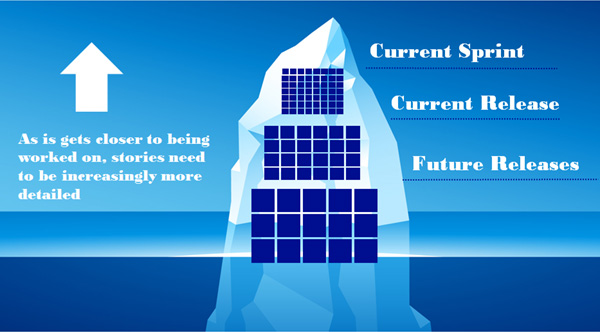 Current Sprint
Current Release
As is gets closer to being
worked on, stories need
to be increasingly more
detailed
Future Releases